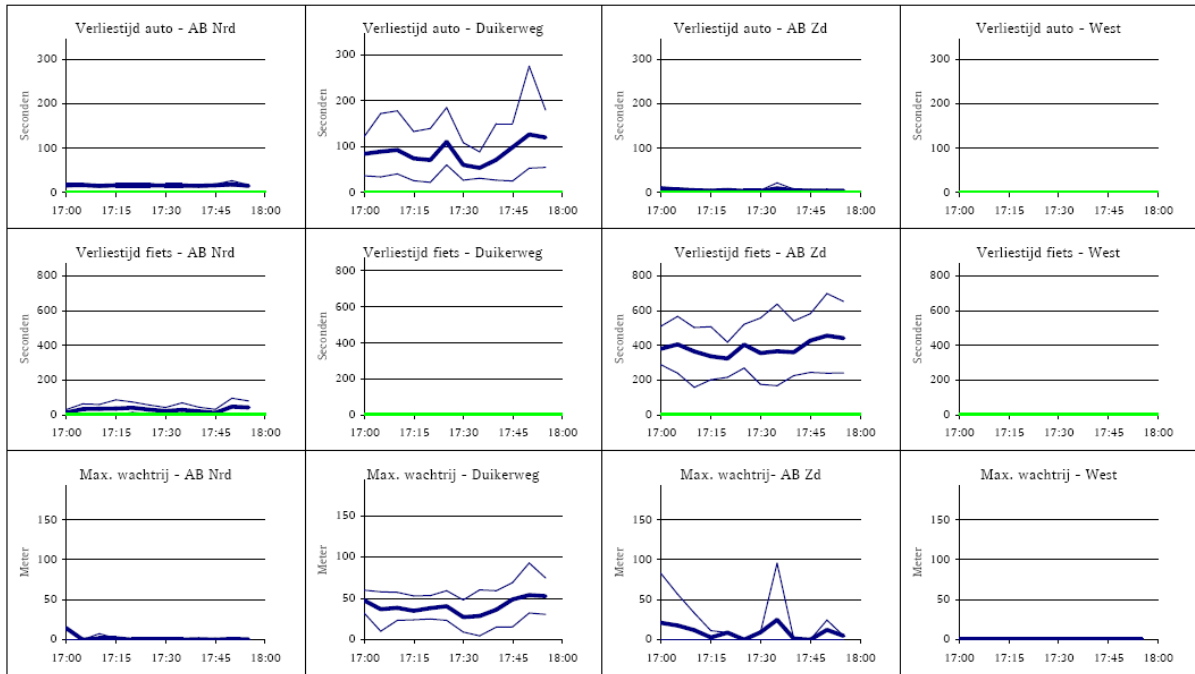 Verliestijd auto - AB Nrd
300
200
100
0
Seconden
17:00 17:15 17:30 17:45 18:00
Verliestijd auto - Duikerweg
300
200
100
0
Seconden
17:00 17:15 17:30 17:45 18:00
Verliestijd auto - AB Zd
300
200
100
0
Seconden
17:00 17:15 17:30 17:45 18:00
Verliestijd auto - West
300
200
100
0
Seconden
17:00 17:15 17:30 17:45 18:00
Verliestijd fiets - AB Nrd
800
600
400
200
0
Seconden
17:00 17:15 17:30 17:45 18:00
Verliestijd fiets - Duikerweg
800
600
400
200
0
Seconden
17:00 17:15 17:30 17:45 18:00
Verliestijd fiets - AB Zd
800
600
400
200
0
Seconden
17:00 17:15 17:30 17:45 18:00
Verliestijd fiets - West
800
600
400
200
0
Seconden
17:00 17:15 17:30 17:45 18:00
Max. wachtrij - AB Nrd
150
100
50
0
Meter
17:00 17:15 17:30 17:45 18:00
Max. wachtrij - Duikerweg
150
100
50
0
Meter
17:00 17:15 17:30 17:45 18:00
Max. wachtrij- AB Zd
150
100
50
0
Meter
17:00 17:15 17:30 17:45 18:00
Max. wachtrij - West
150
100
50
0
Meter
17:00 17:15 17:30 17:45 18:00